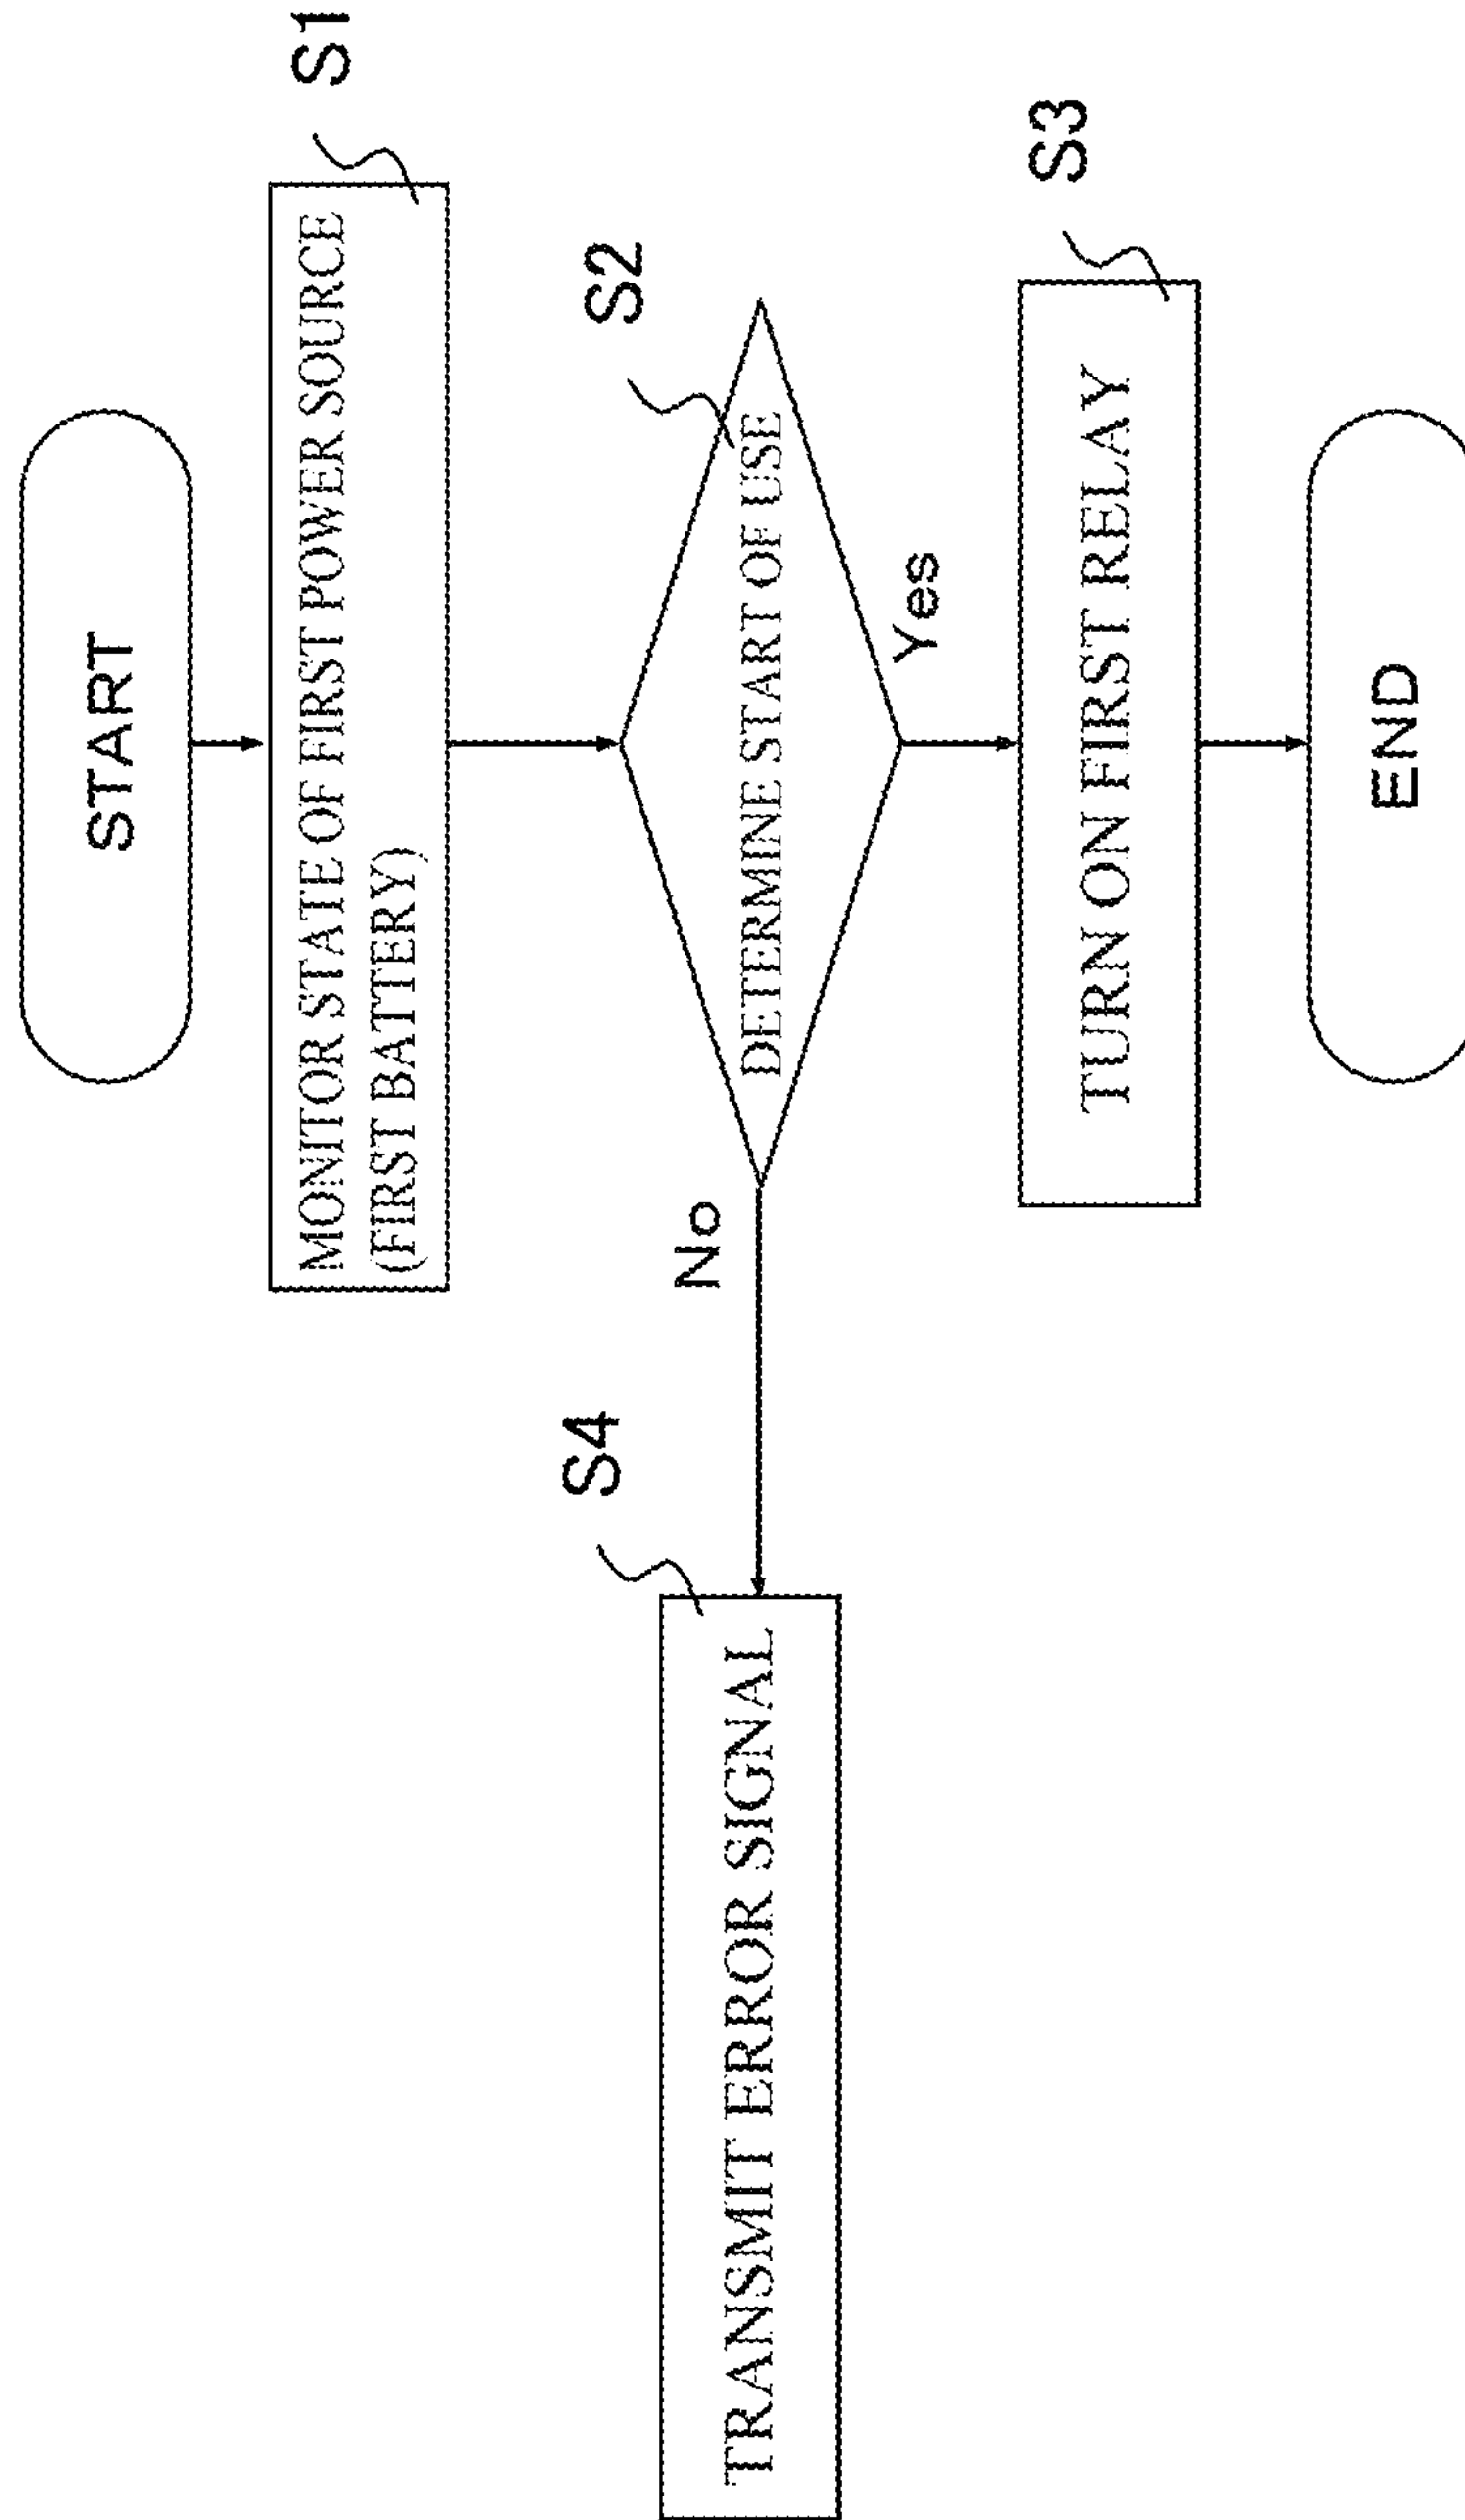 START
S1
MONITOR STATE OF FIRST POWER SOURCE
(FIRST BATTERY)
S2
DETERMINE START OF USE
No
Yes
S4
TRANSMIT ERROR SIGNAL
S3
TURN ON FIRST RELAY
END